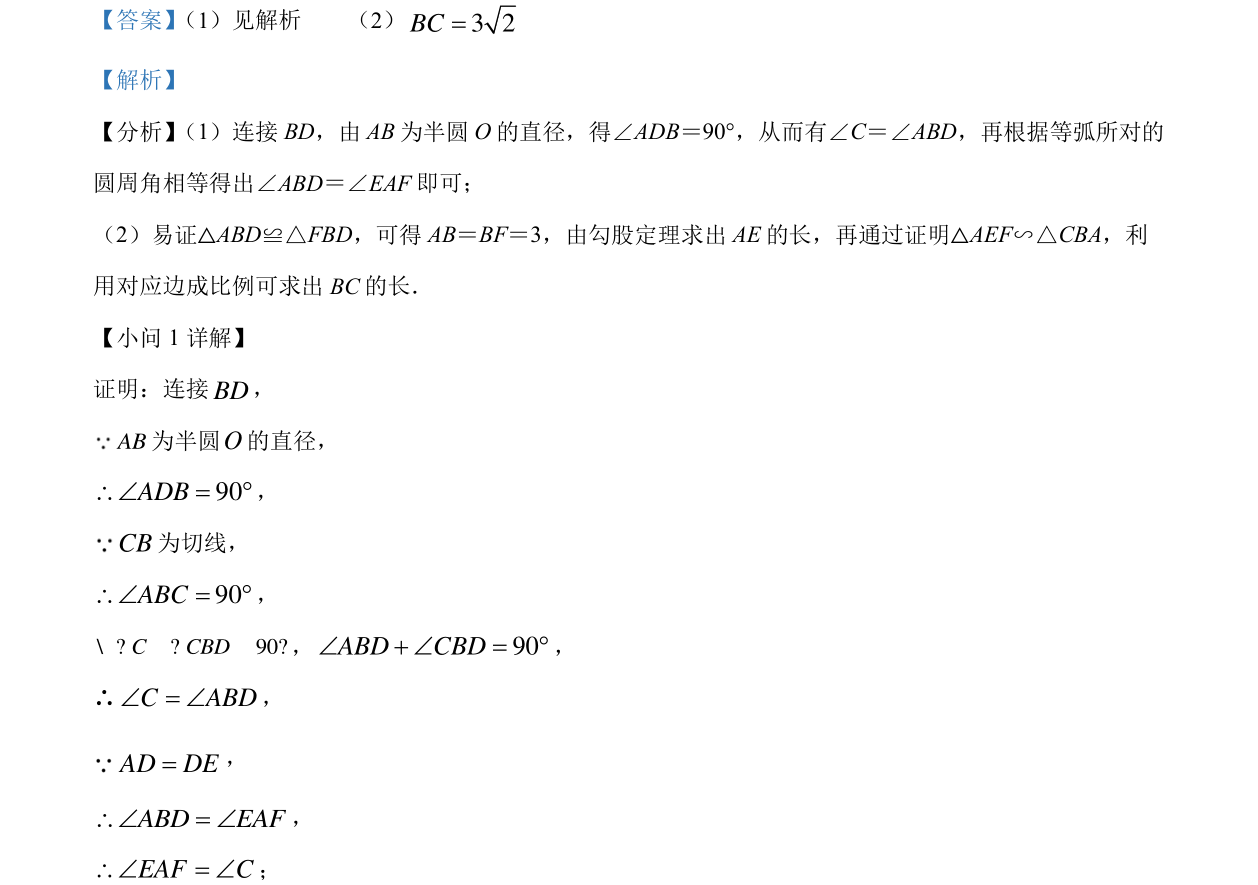 【答案】（1）见解析 （2）BC＝3√2
【解析】
【分析】（1）连接 BD，由 AB 为半圆 O 的直径，得∠ADB＝90°，从而有∠C＝∠ABD，再根据等弧所对的
圆周角相等得出∠ABD＝∠EAF 即可；
（2）易证△ABD≌△FBD，可得 AB＝BF＝3，由勾股定理求出 AE 的长，再通过证明△AEF∽△CBA，利
用对应边成比例可求出 BC 的长．
【小问 1 详解】
证明：连接 BD，
∵ AB 为半圆 O 的直径，
∴∠ADB = 90°，
∵ CB 为切线，
∴∠ABC = 90°，
\ ? C ? CBD 90?，∠ABD + ∠CBD = 90°，
∴ ∠C = ∠ABD，
∵ AD = DE，
∴∠ABD = ∠EAF，
∴∠EAF = ∠C；